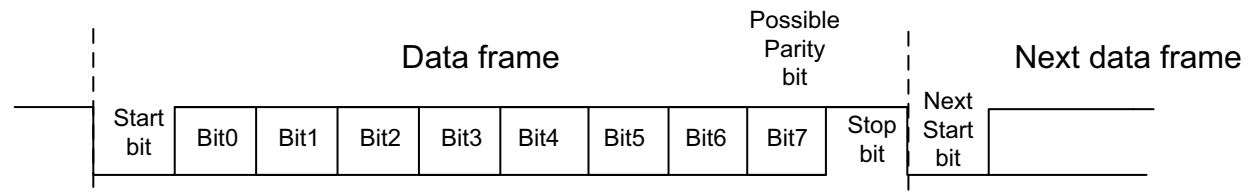 Possible
Parity
bit
Data frame
Next data frame
Start
bit
Bit0
Bit1
Bit2
Bit3
Bit4
Bit5
Bit6
Bit7
Stop
bit
Next
Start
bit